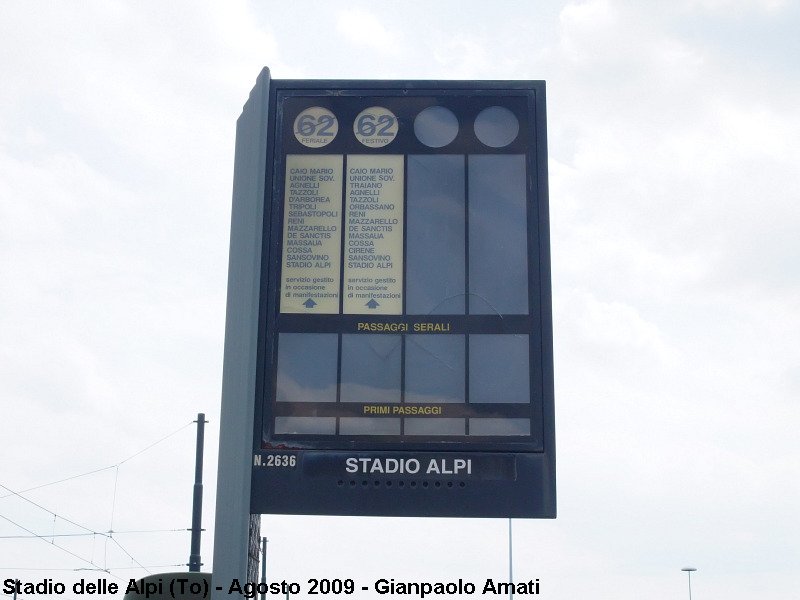 62
FERIALE
62
FESTIVO
CAIO MARIO
UNIONE SOV.
AGNELLI
TAZZOLI
D'ARBOREA
TRIPOLI
SEBASTOPOLI
RENI
MAZZARELLO
DE SANCTIS
MASSAUA
COSSA
SANSOVINO
STADIO ALPI
servizio gestito
in occasione
di manifestazioni
CAIO MARIO
UNIONE SOV.
TRAIANO
AGNELLI
TAZZOLI
ORBASSANO
RENI
MAZZARELLO
DE SANCTIS
MASSAUA
COSSA
CIRENE
SANSOVINO
STADIO ALPI
servizio gestito
in occasione
di manifestazioni
PASSAGGI SERALI
PRIMI PASSAGGI
N.2636
STADIO ALPI
Stadio delle Alpi (To) - Agosto 2009 - Gianpaolo Amati